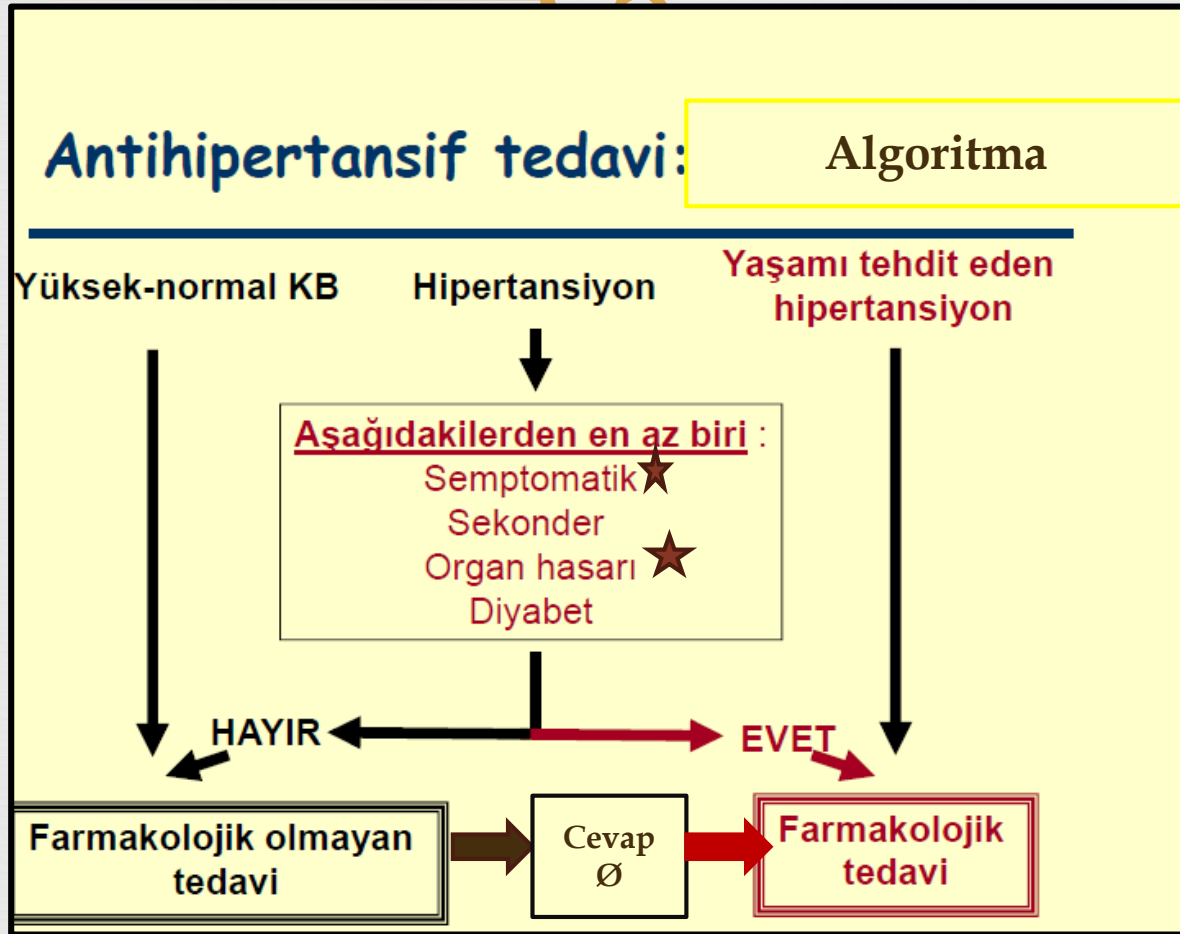 Antihipertansif tedavi:
Algoritma
Yüksek-normal KB
Hipertansiyon
Yaşamı tehdit eden
hipertansiyon
Aşağıdakilerden en az biri :
Semptomatik
Sekonder
Organ hasarı
Diyabet
HAYIR
EVET
Farmakolojik olmayan
tedavi
Cevap
Ø
Farmakolojik
tedavi